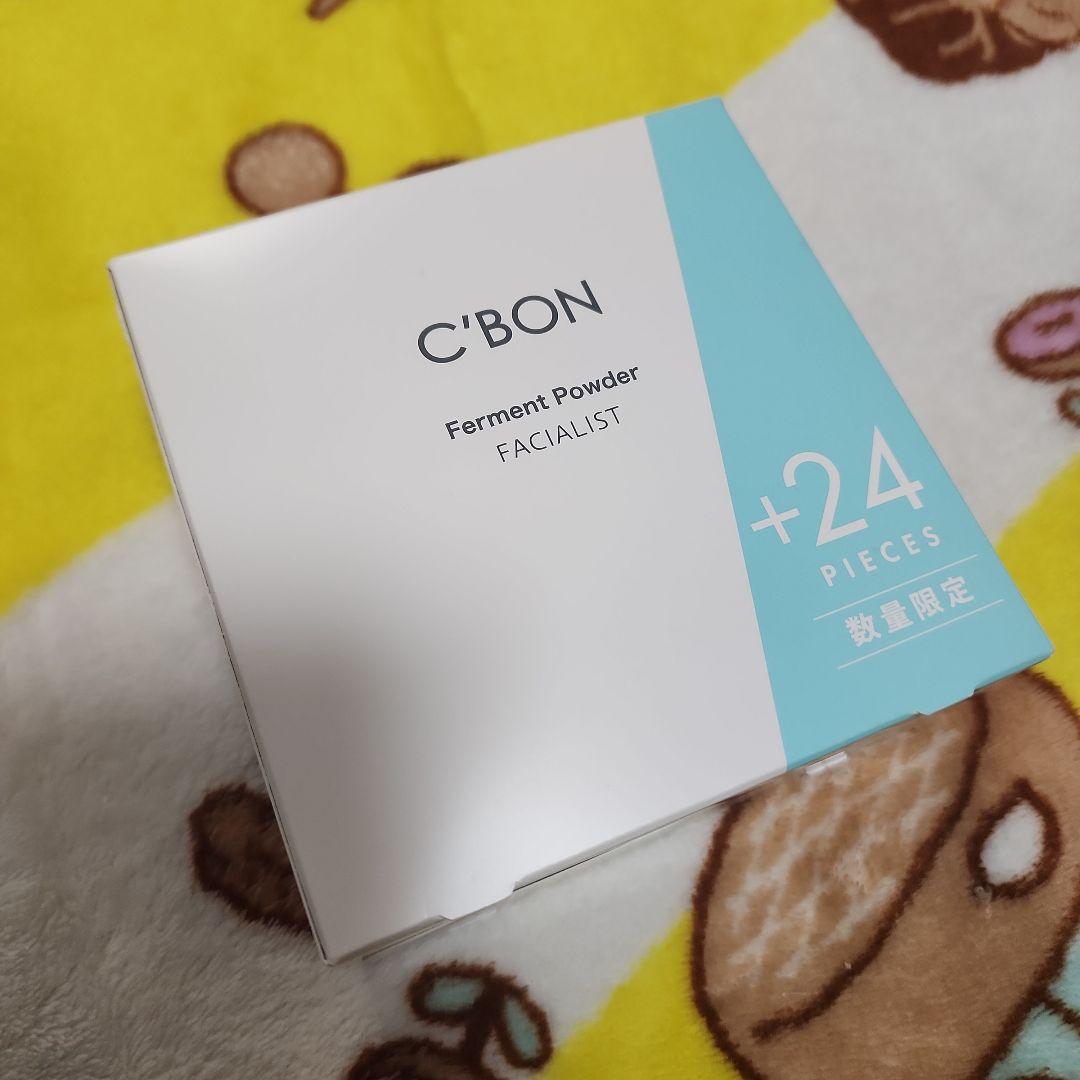 C'BON
Ferment Powder
FACIALIST
+24
PIECES
数量限定